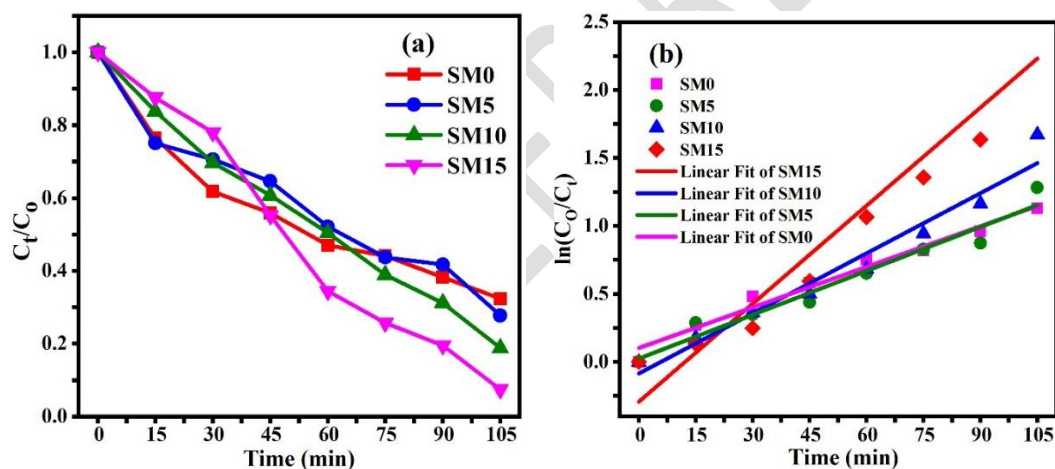 (a)
SM0
SM5
SM10
SM15
Cₜ/Cₒ
1.0
0.8
0.6
0.4
0.2
0.0
0 15 30 45 60 75 90 105
Time (min)
(b)
SM0
SM5
SM10
SM15
Linear Fit of SM15
Linear Fit of SM10
Linear Fit of SM5
Linear Fit of SM0
ln(Cₒ/Cₜ)
2.5
2.0
1.5
1.0
0.5
0.0
0 15 30 45 60 75 90 105
Time (min)